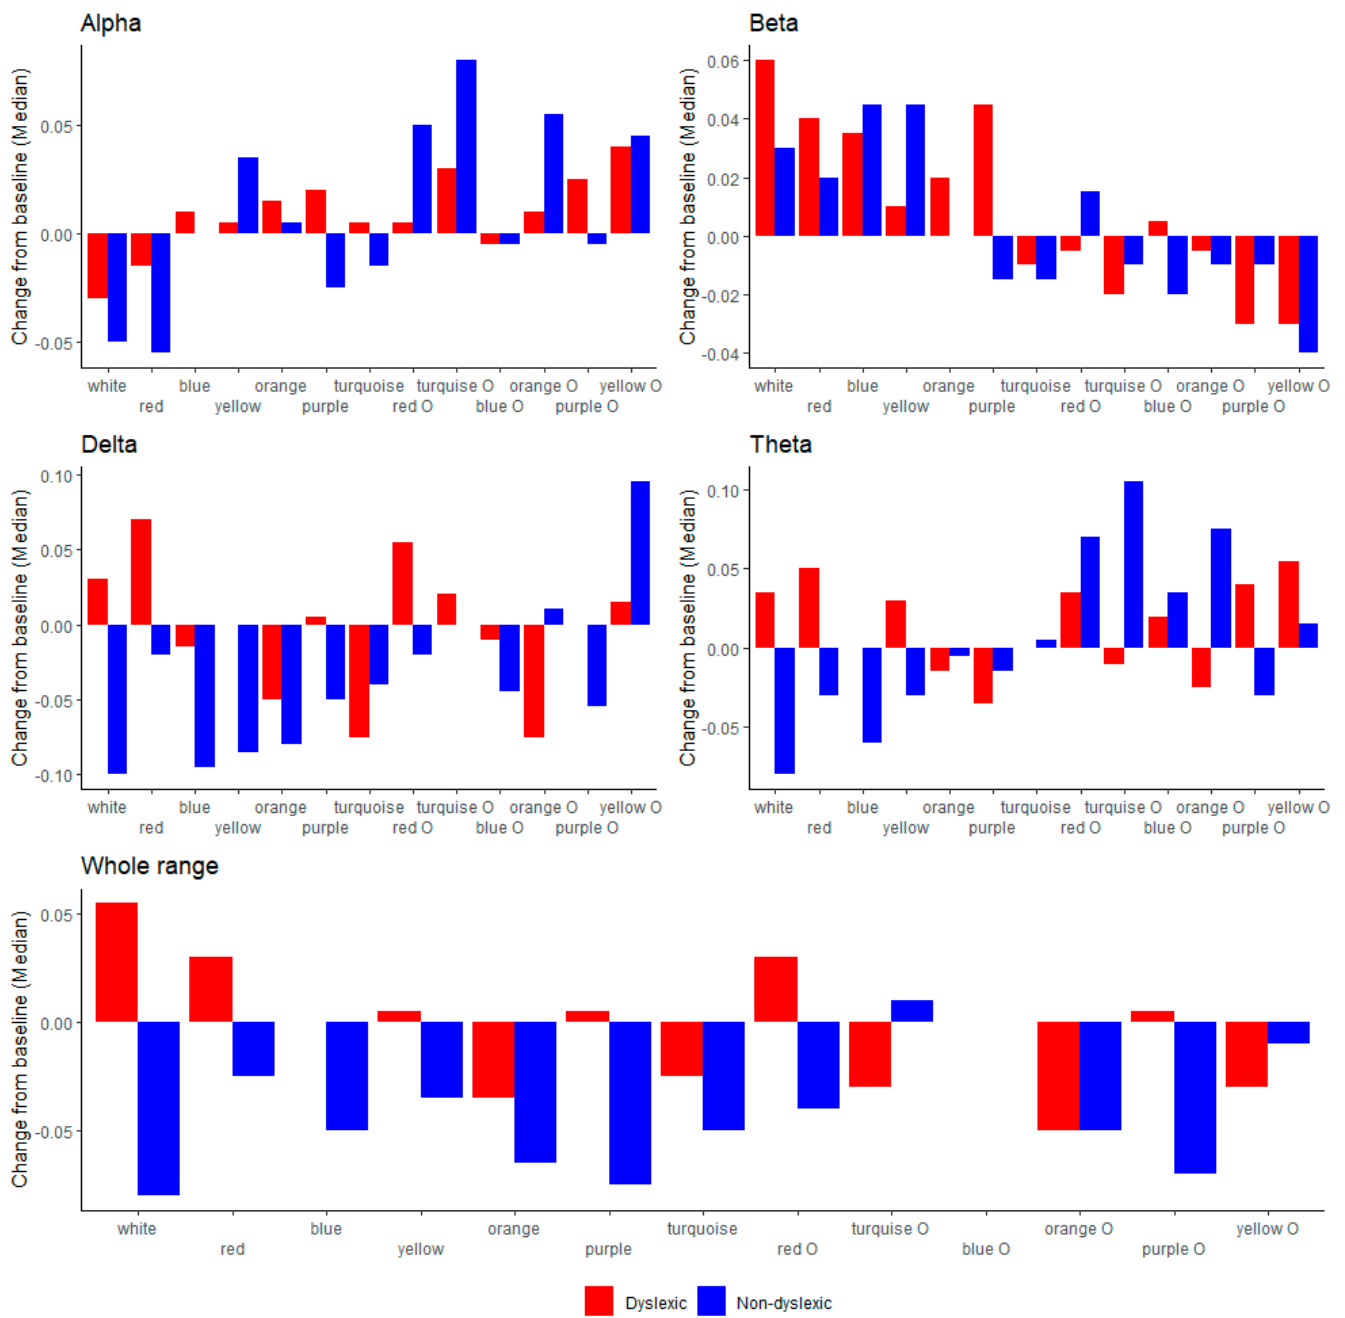 Alpha
Change from baseline (Median)
0.05
0.00
-0.05
white blue orange turquoise turquise O orange O yellow O
red yellow purple red O blue O purple O
Beta
Change from baseline (Median)
0.06
0.04
0.02
0.00
-0.02
-0.04
white blue orange turquoise turquise O orange O yellow O
red yellow purple red O blue O purple O
Delta
Change from baseline (Median)
0.10
0.05
0.00
-0.05
-0.10
white blue orange turquoise turquise O orange O yellow O
red yellow purple red O blue O purple O
Theta
Change from baseline (Median)
0.10
0.05
0.00
-0.05
white blue orange turquoise turquise O orange O yellow O
red yellow purple red O blue O purple O
Whole range
Change from baseline (Median)
0.05
0.00
-0.05
white blue orange turquoise turquise O orange O yellow O
red yellow purple red O blue O purple O
Dyslexic Non-dyslexic